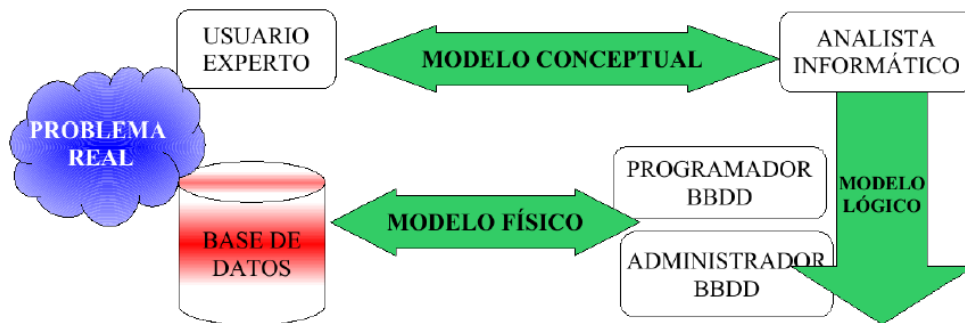 USUARIO
EXPERTO
MODELO CONCEPTUAL
ANALISTA
INFORMÁTICO
PROBLEMA
REAL
PROGRAMADOR
BBDD
MODELO
LÓGICO
MODELO FÍSICO
BASE DE
DATOS
ADMINISTRADOR
BBDD